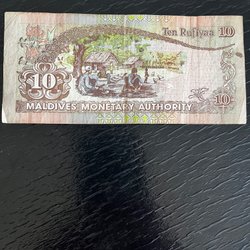 Ten Rufiyaa 10
10
MALDIVES MONETARY AUTHORITY
10